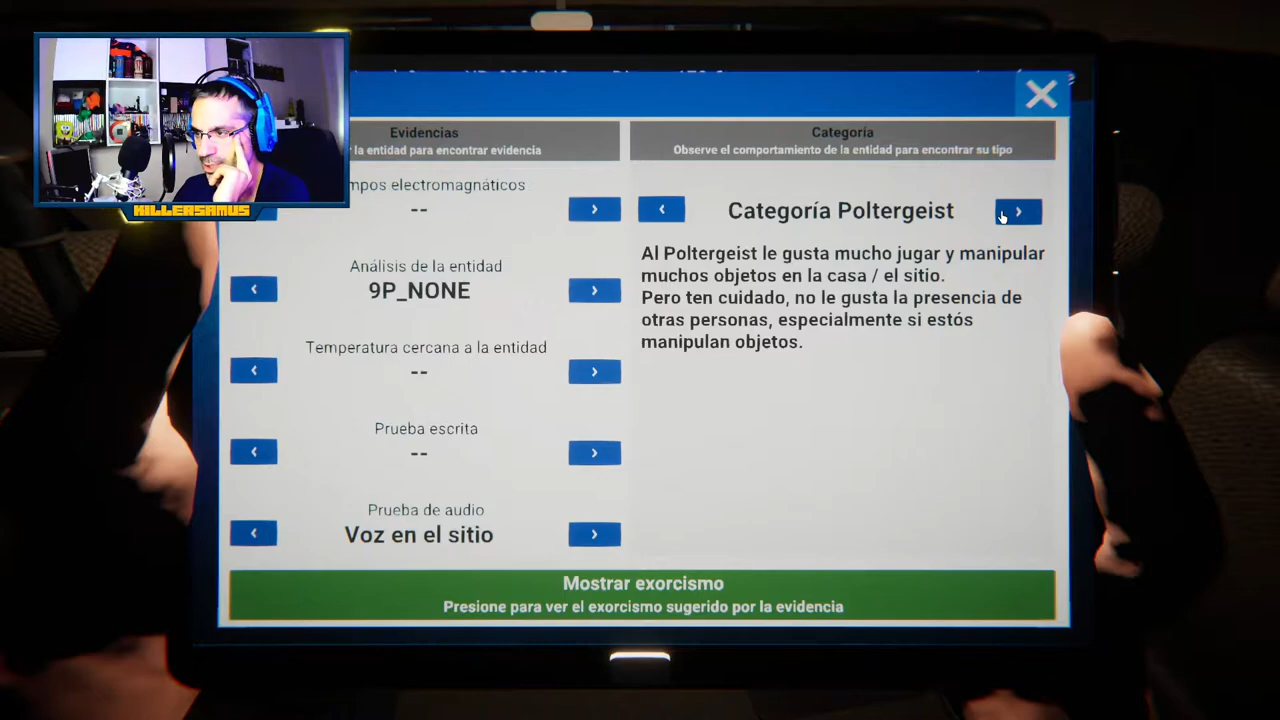 Evidencias
la entidad para encontrar evidencia
mpos electromagnéticos
--
Análisis de la entidad
9P_NONE
Temperatura cercana a la entidad
--
Prueba escrita
--
Prueba de audio
Voz en el sitio
Categoría
Observe el comportamiento de la entidad para encontrar su tipo
Categoría Poltergeist
Al Poltergeist le gusta mucho jugar y manipular
muchos objetos en la casa / el sitio.
Pero ten cuidado, no le gusta la presencia de
otras personas, especialmente si estós
manipulan objetos.
Mostrar exorcismo
Presione para ver el exorcismo sugerido por la evidencia
KILLERSAMUS